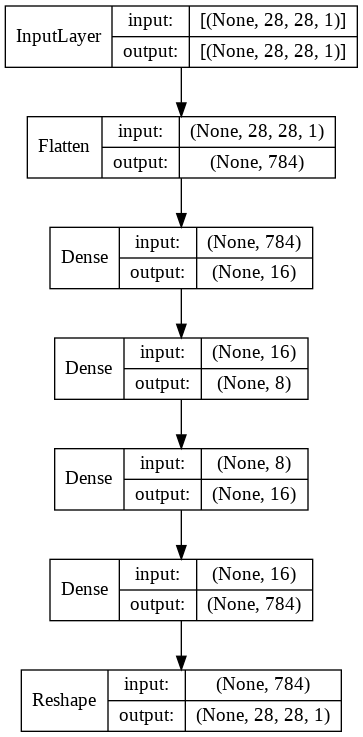 InputLayer input: [(None, 28, 28, 1)]
output: [(None, 28, 28, 1)]
Flatten input: (None, 28, 28, 1)
output: (None, 784)
Dense input: (None, 784)
output: (None, 16)
Dense input: (None, 16)
output: (None, 8)
Dense input: (None, 8)
output: (None, 16)
Dense input: (None, 16)
output: (None, 784)
Reshape input: (None, 784)
output: (None, 28, 28, 1)